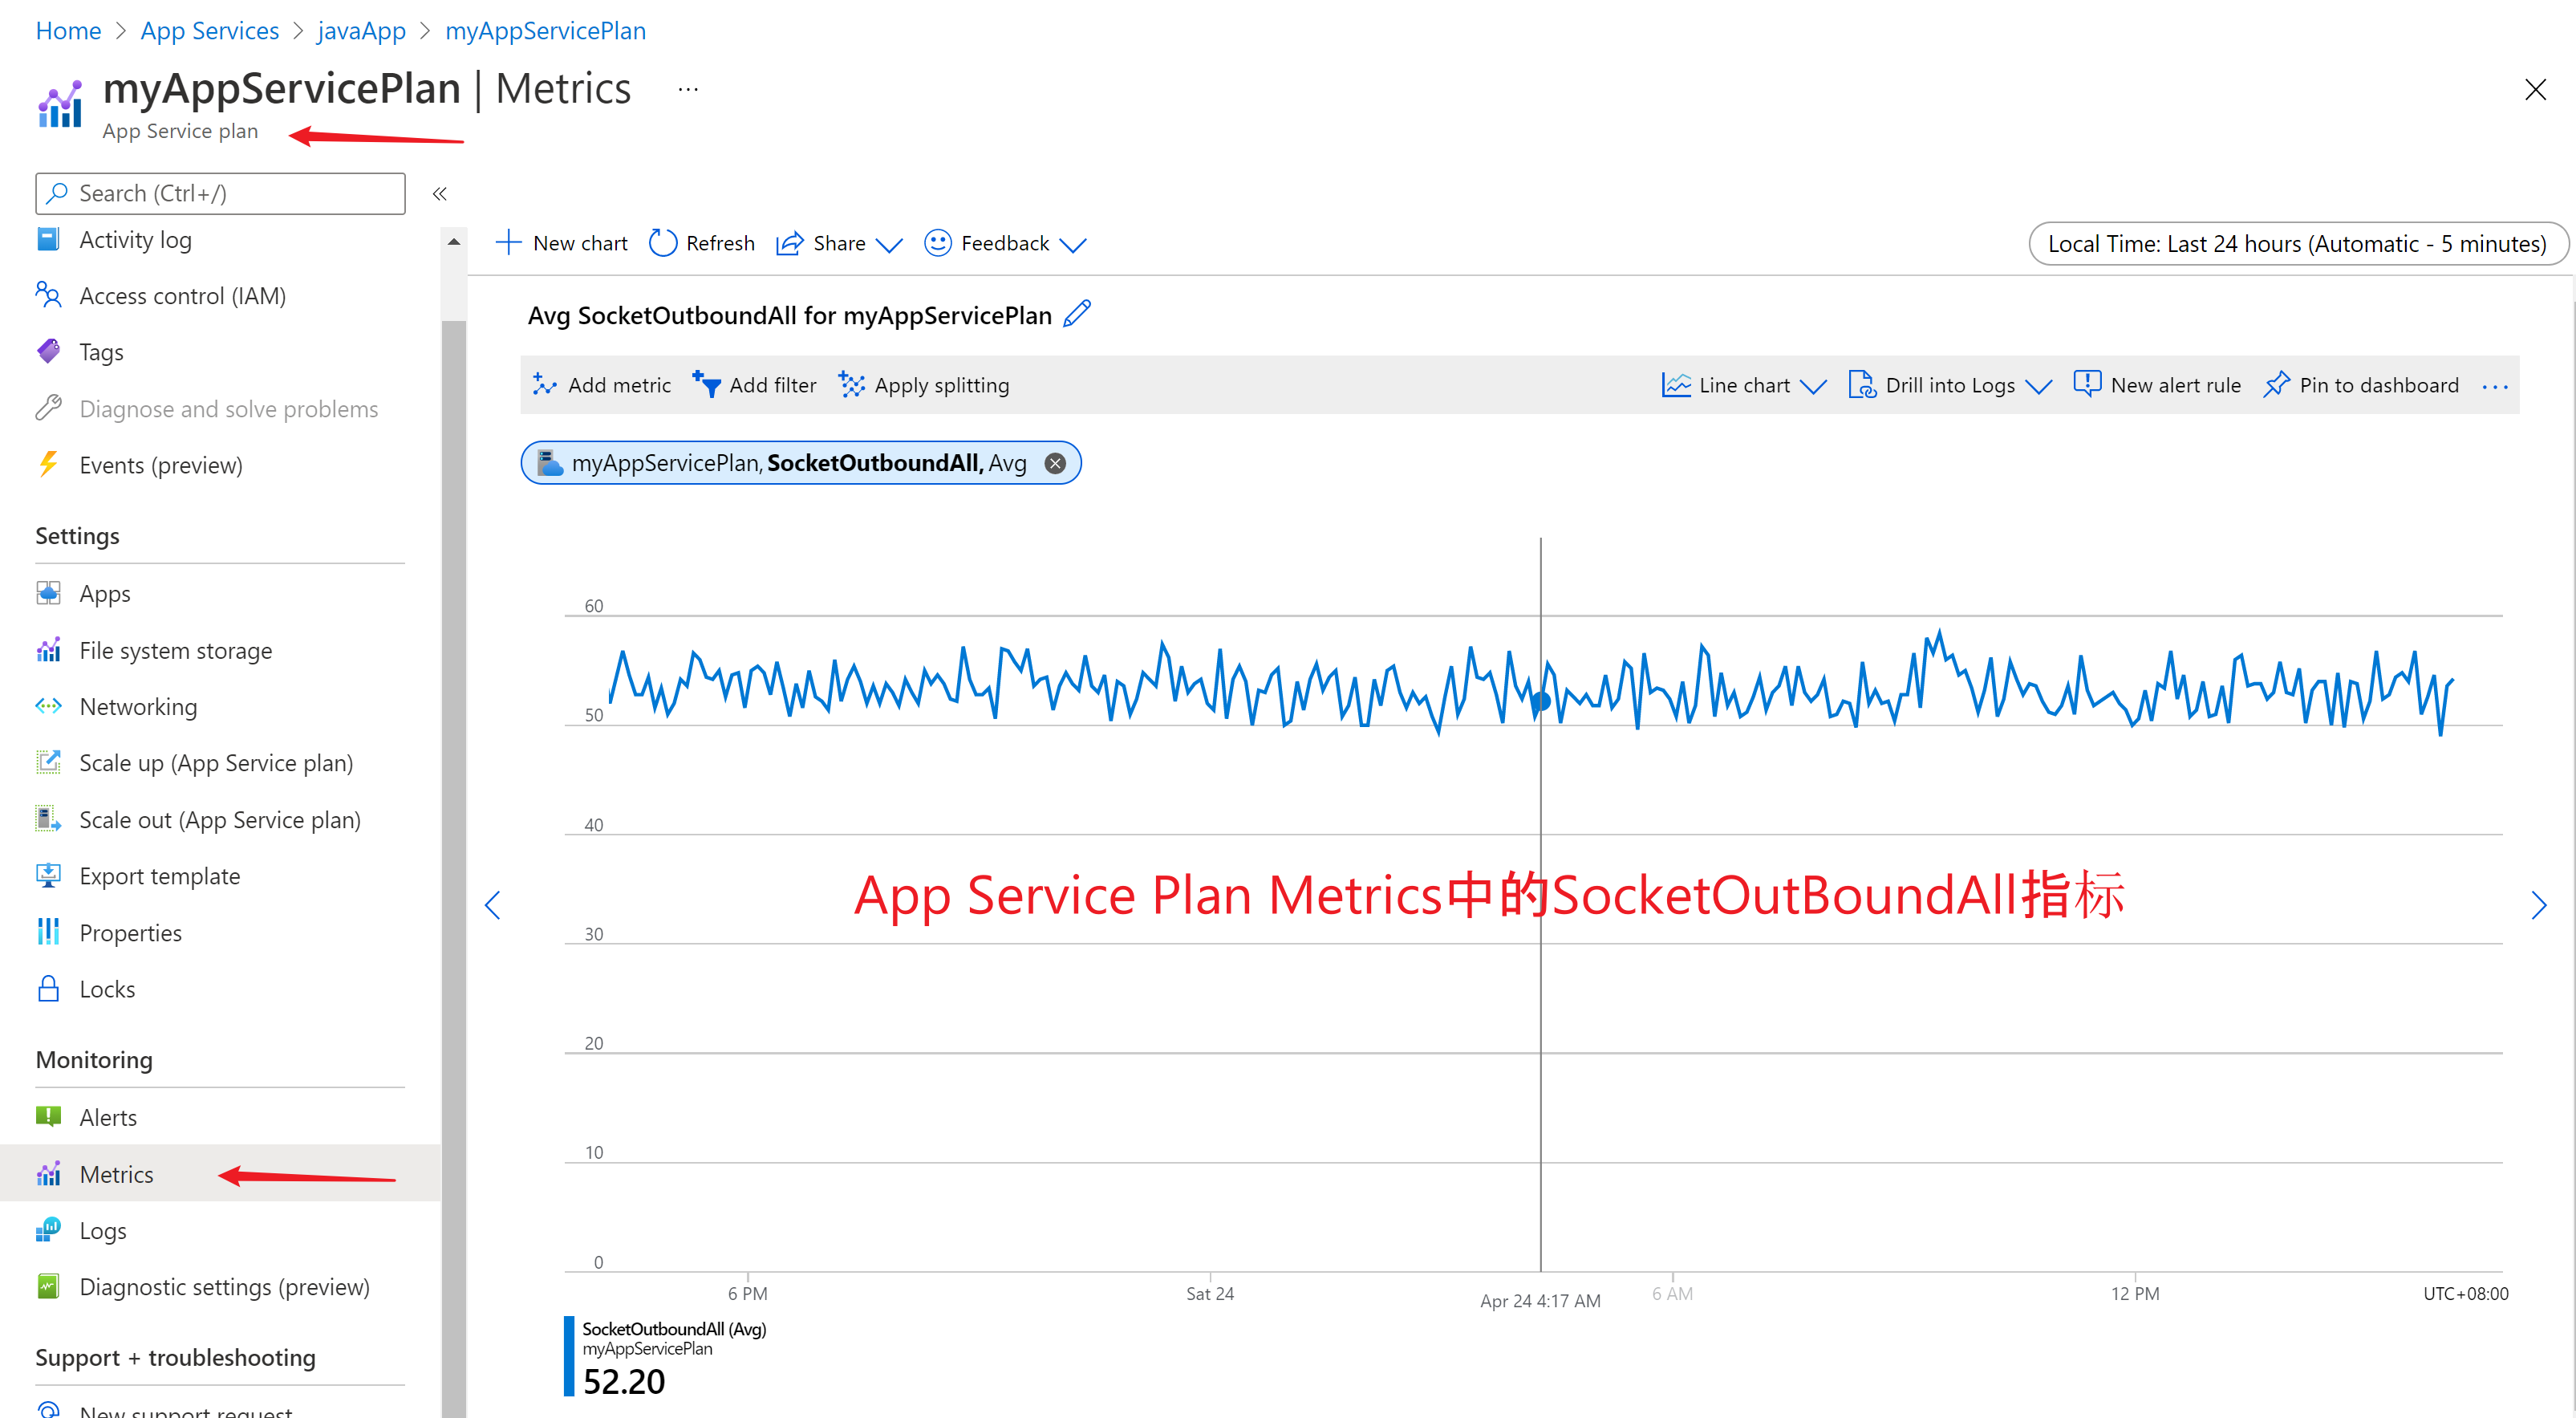 Home > App Services > javaApp > myAppServicePlan
myAppServicePlan | Metrics ...
App Service plan
Search (Ctrl+/)
«
Activity log
Access control (IAM)
Tags
Diagnose and solve problems
Events (preview)
Settings
Apps
File system storage
Networking
Scale up (App Service plan)
Scale out (App Service plan)
Export template
Properties
Locks
Monitoring
Alerts
Metrics
Logs
Diagnostic settings (preview)
Support + troubleshooting
New support request
New chart Refresh Share Feedback
Local Time: Last 24 hours (Automatic - 5 minutes)
Avg SocketOutboundAll for myAppServicePlan
Add metric Add filter Apply splitting Line chart Drill into Logs New alert rule Pin to dashboard ...
myAppServicePlan, SocketOutboundAll, Avg
60
50
40
App Service Plan Metrics中的SocketOutBoundAll指标
30
20
10
0
6 PM Sat 24 Apr 24 4:17 AM 6 AM 12 PM UTC+08:00
SocketOutboundAll (Avg)
myAppServicePlan
52.20